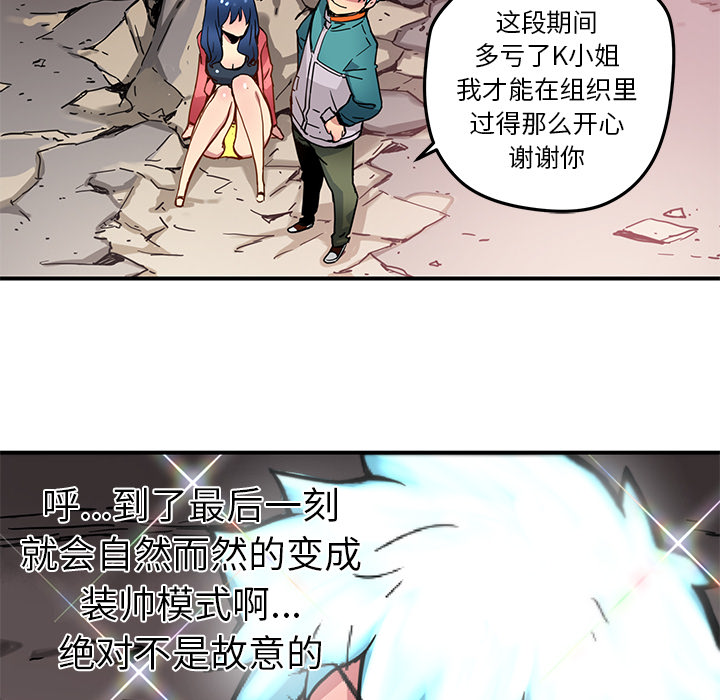 这段期间
多亏了K小姐
我才能在组织里
过得那么开心
谢谢你
呼...到了最后一刻
就会自然而然的变成
装帅模式啊...
绝对不是故意的